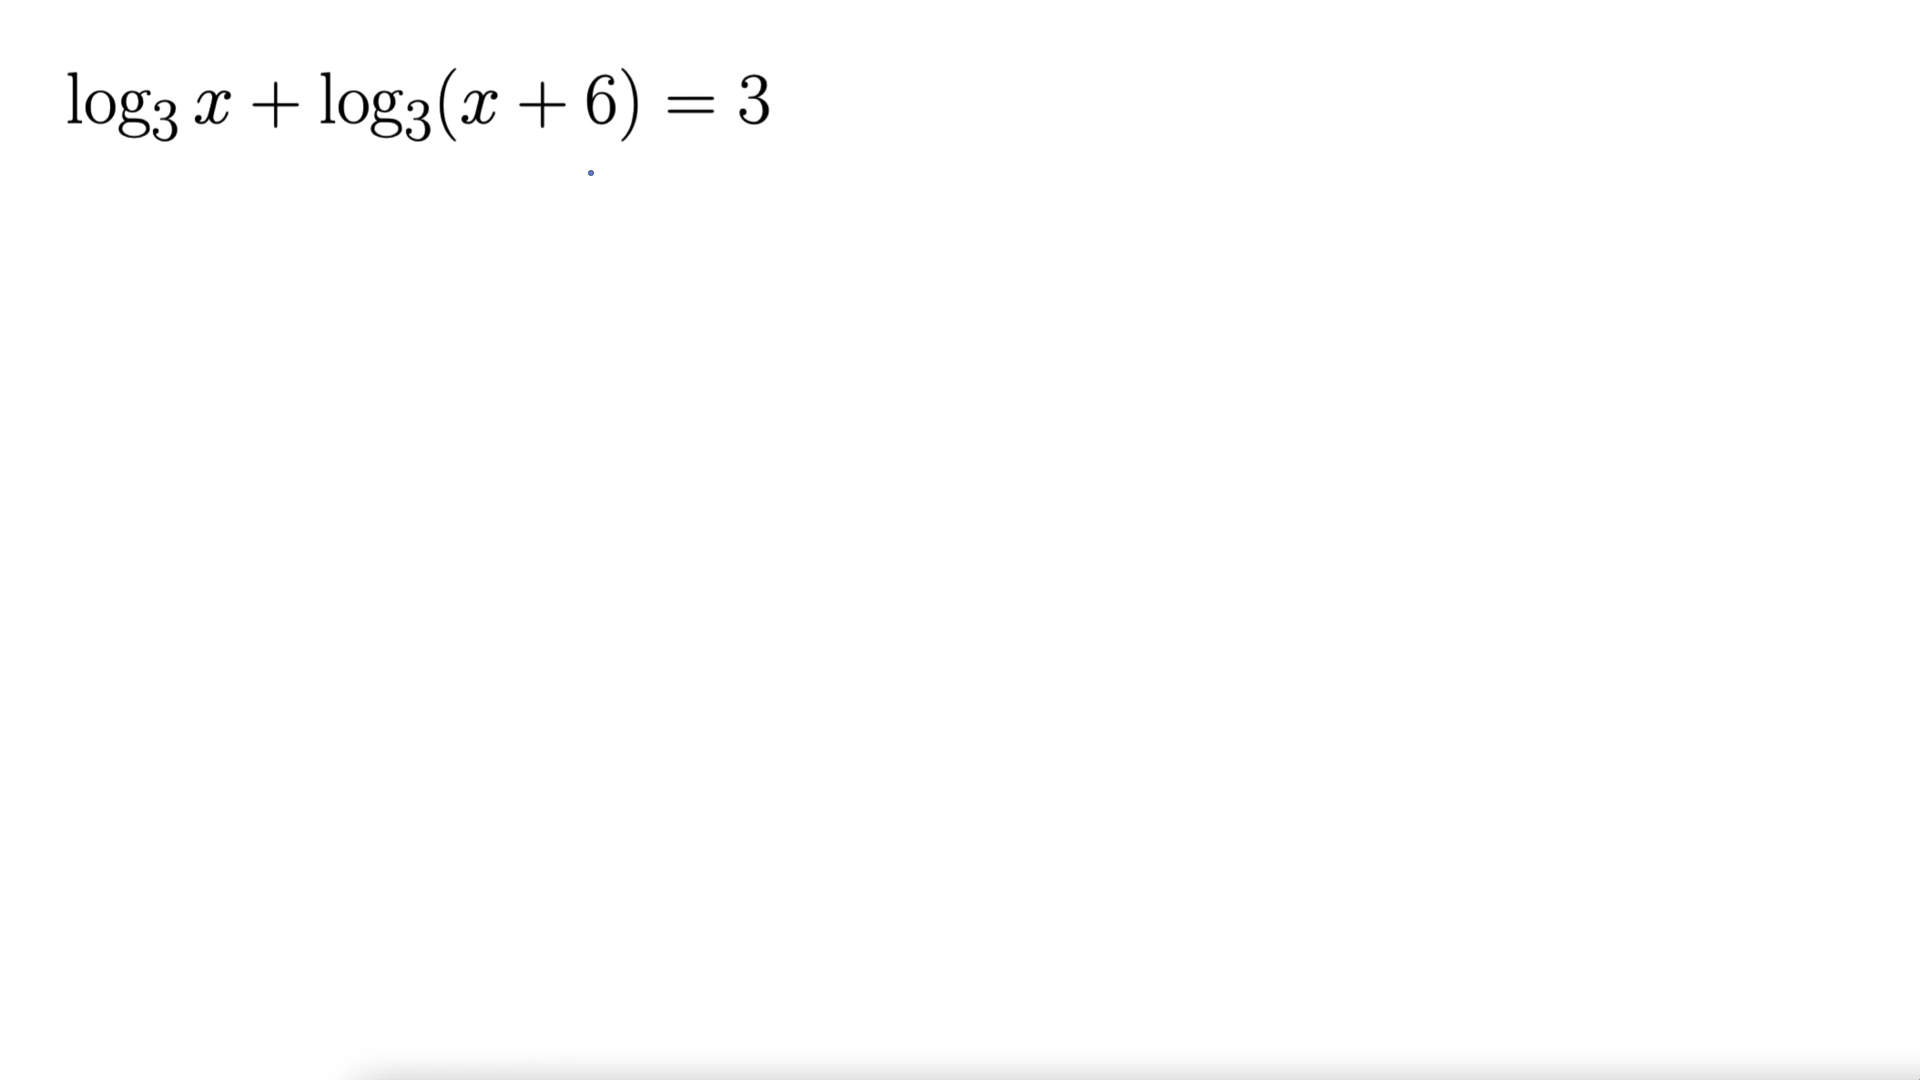 log₃ x + log₃(x + 6) = 3